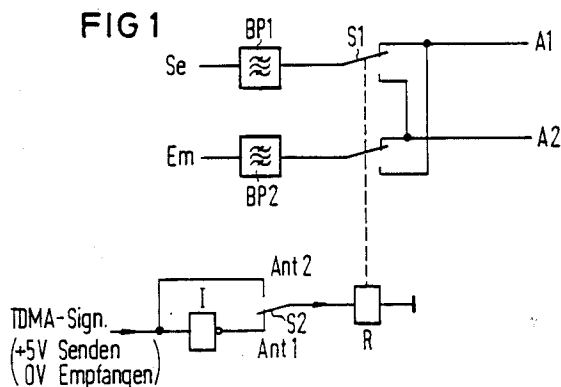 FIG 1
BP1
S1
A1
Se
A2
Em
BP2
Ant 2
I
S2
TDMA-Sign.
Ant 1
R
(+5V Senden
0V Empfangen)